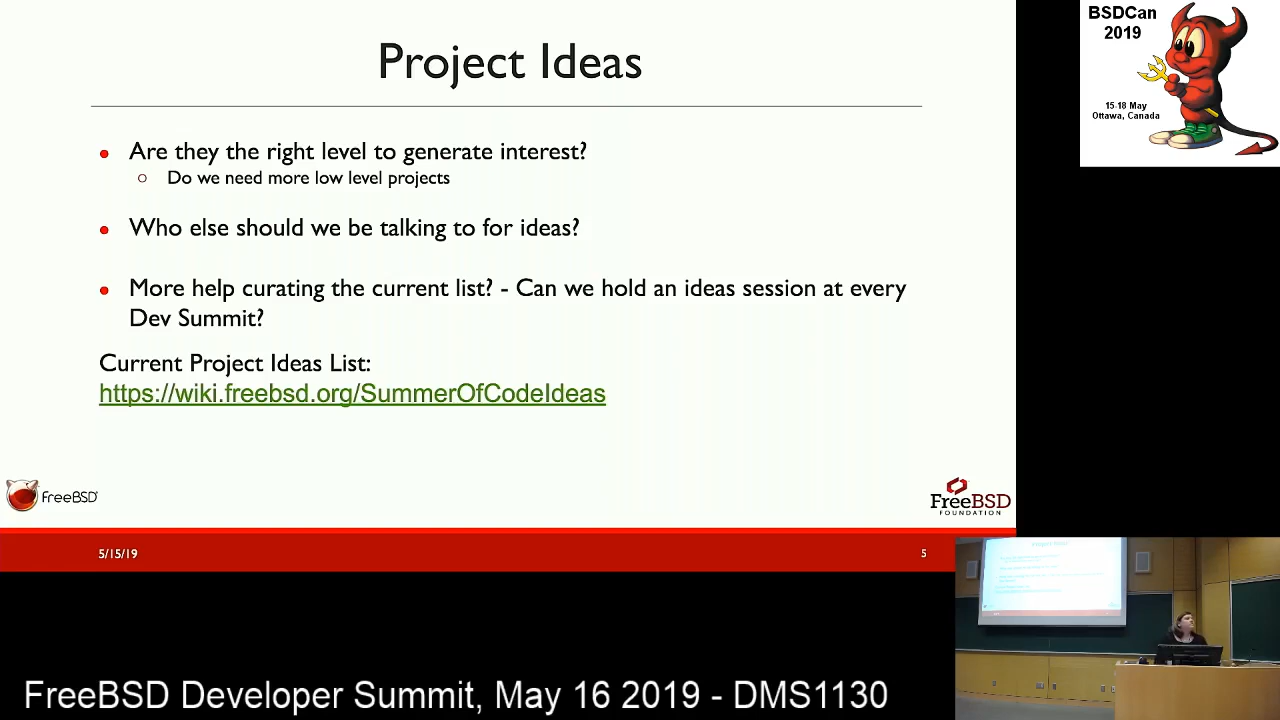 Project Ideas
Are they the right level to generate interest?
Do we need more low level projects
Who else should we be talking to for ideas?
More help curating the current list? - Can we hold an ideas session at every
Dev Summit?
Current Project Ideas List:
https://wiki.freebsd.org/SummerOfCodeIdeas
FreeBSD
FreeBSD
FOUNDATION
5/15/19
5
BSDCan
2019
15-18 May
Ottawa, Canada
FreeBSD Developer Summit, May 16 2019 - DMS1130